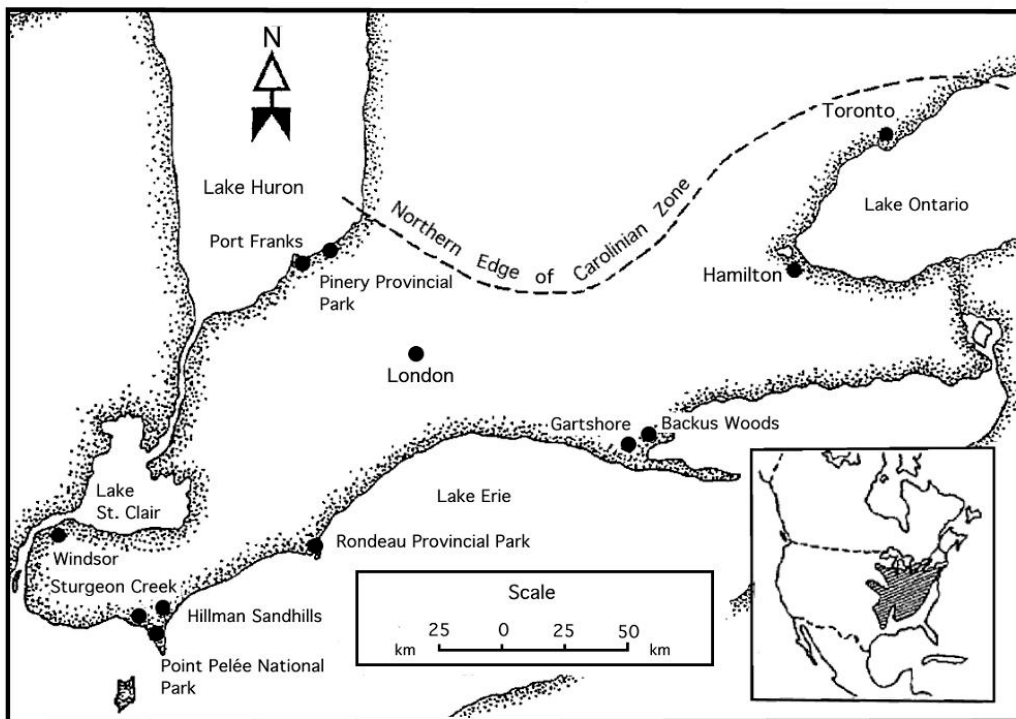 N
Toronto
Lake Huron
Lake Ontario
Port Franks
Northern Edge of Carolinian Zone
Pinery Provincial
Park
Hamilton
London
Gartshore
Backus Woods
Lake
St. Clair
Lake Erie
Windsor
Rondeau Provincial Park
Sturgeon Creek
Hillman Sandhills
Scale
25 0 25 50
km km
Point Pelée National
Park